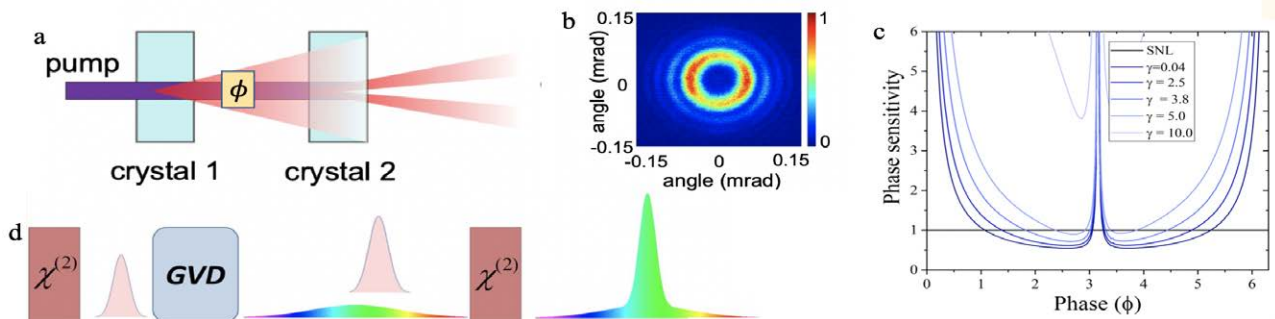 a
pump
ϕ
crystal 1
crystal 2
b
0.15
0
-0.15
angle (mrad)
-0.15
0
0.15
angle (mrad)
1
0
c
6
5
4
3
2
1
0
Phase sensitivity
SNL
γ=0.04
γ = 2.5
γ = 3.8
γ = 5.0
γ = 10.0
0
1
2
3
4
5
6
Phase (ϕ)
d
χ(2)
GVD
χ(2)